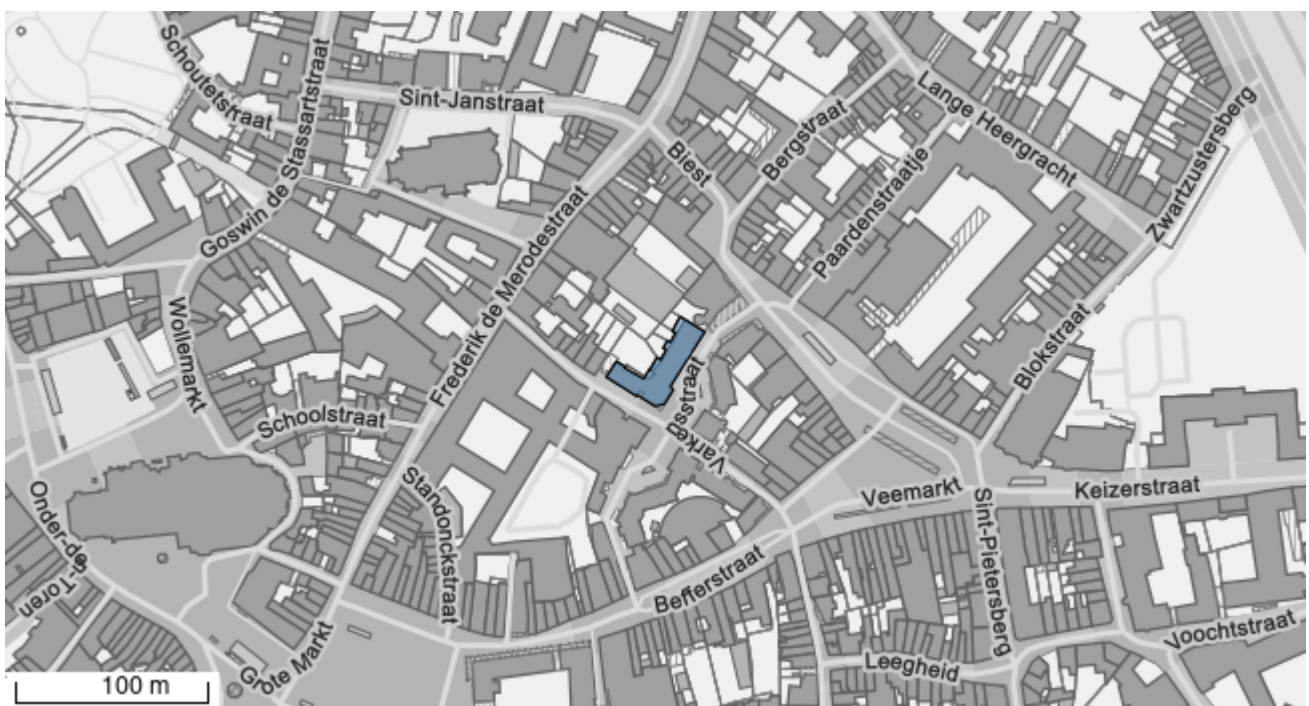 Schoutetstraat
Goswin de Stassartstraat
Sint-Janstraat
Biest
Bergstraat
Lange Heergracht
Paardenstraatje
Zwartzustersberg
Wollemarkt
Frederik de Merodestraat
Schoolstraat
Blokstraat
Standonckstraat
Veemarkt
Keizerstraat
Onder-de-
-Toren
Befferstraat
Sint-Pietersberg
Voochtstraat
Leegheid
Grote Markt
100 m